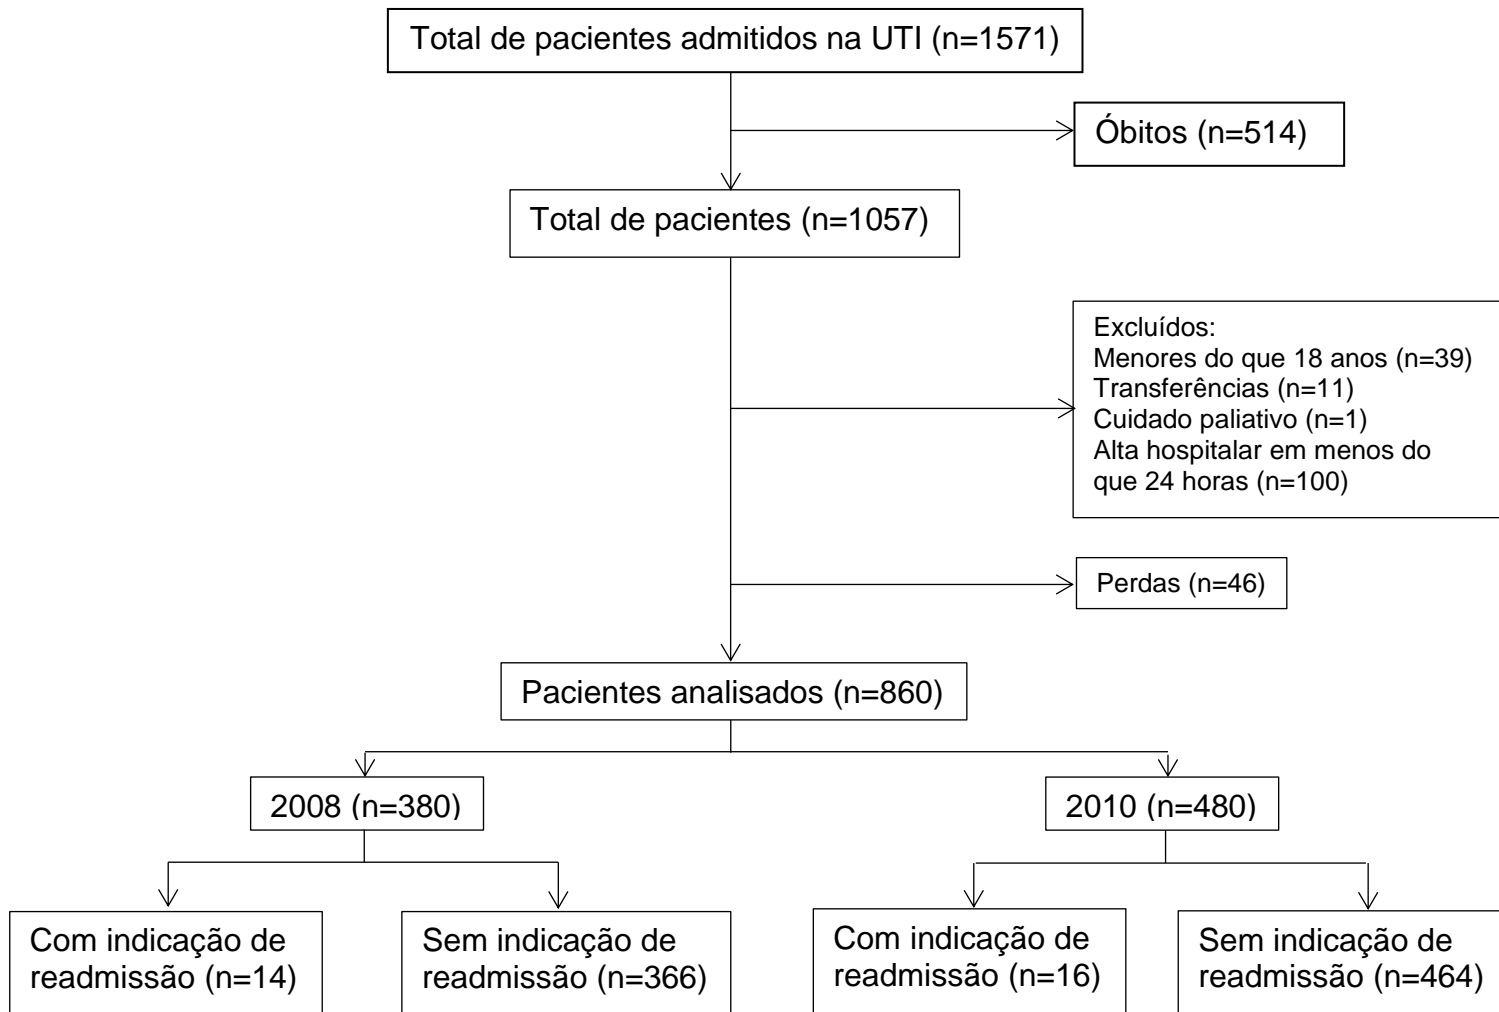 Total de pacientes admitidos na UTI (n=1571)
Óbitos (n=514)
Total de pacientes (n=1057)
Excluídos:
Menores do que 18 anos (n=39)
Transferências (n=11)
Cuidado paliativo (n=1)
Alta hospitalar em menos do
que 24 horas (n=100)
Perdas (n=46)
Pacientes analisados (n=860)
2008 (n=380)
2010 (n=480)
Com indicação de
readmissão (n=14)
Sem indicação de
readmissão (n=366)
Com indicação de
readmissão (n=16)
Sem indicação de
readmissão (n=464)